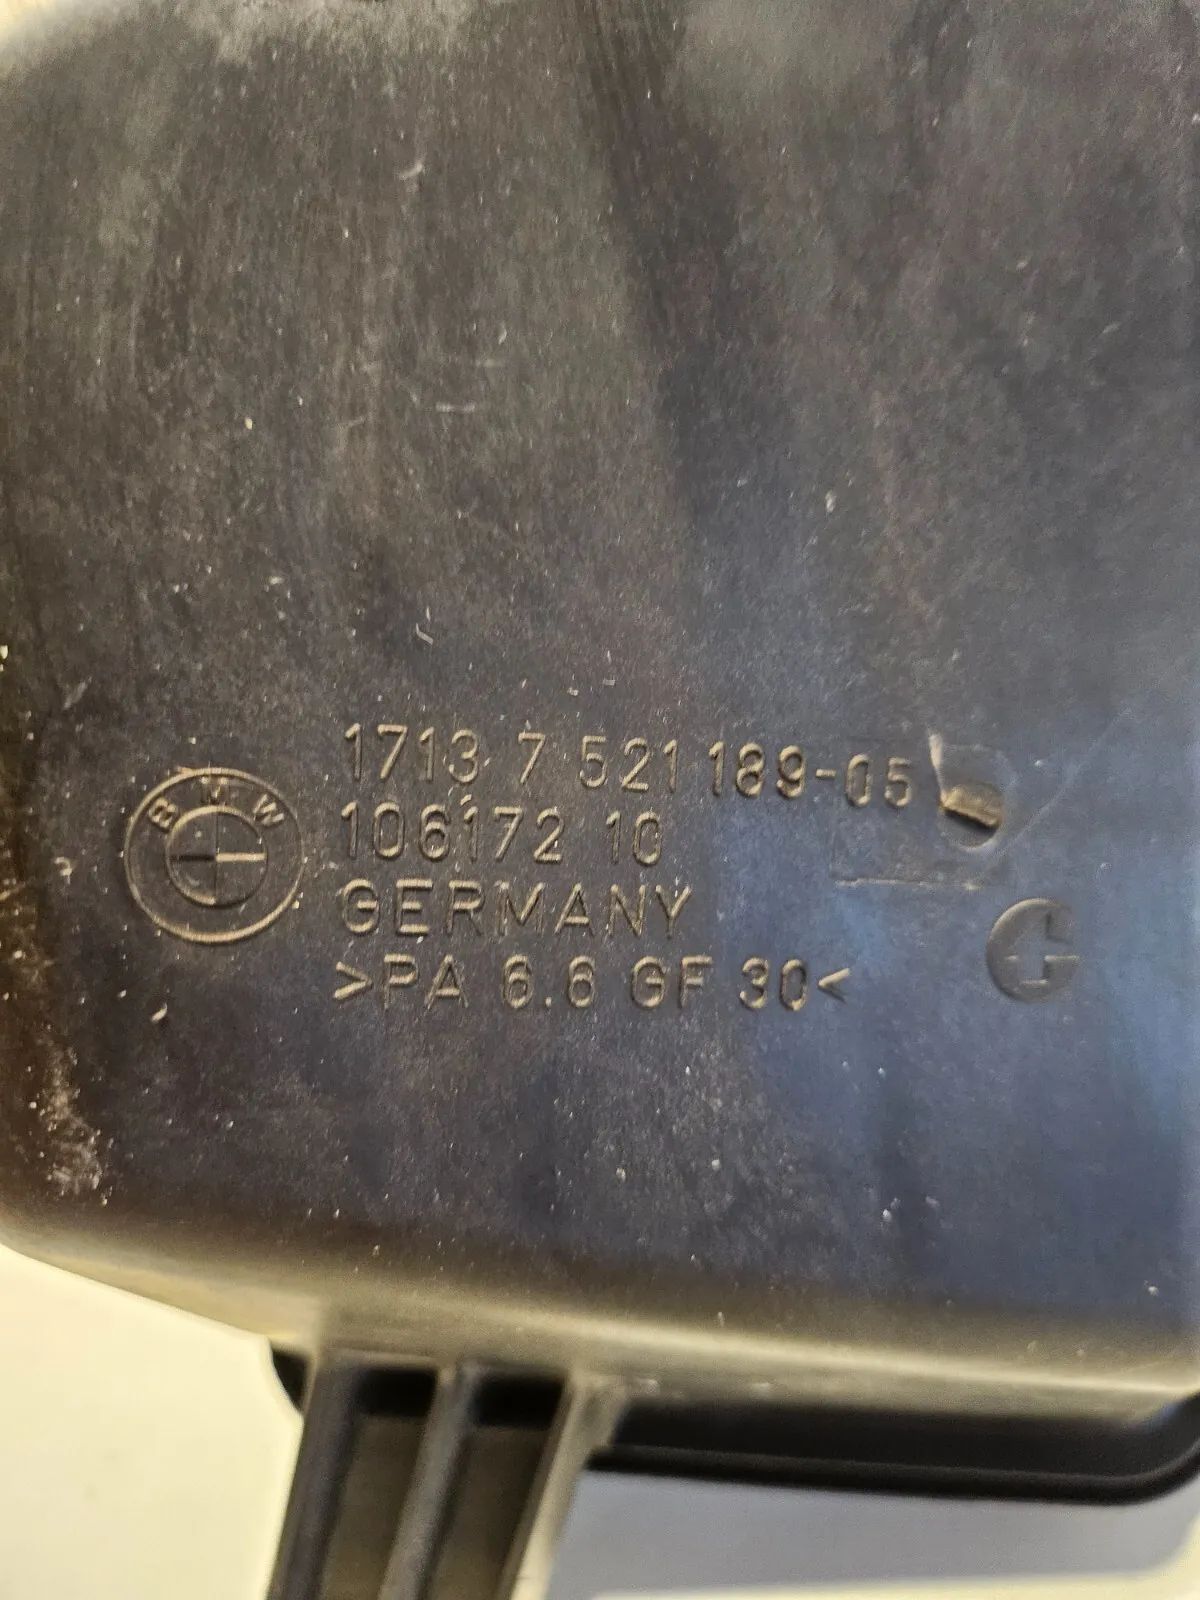 BMW
1713 7 521 189-05
106172 10
GERMANY
>PA 6.6 GF 30<